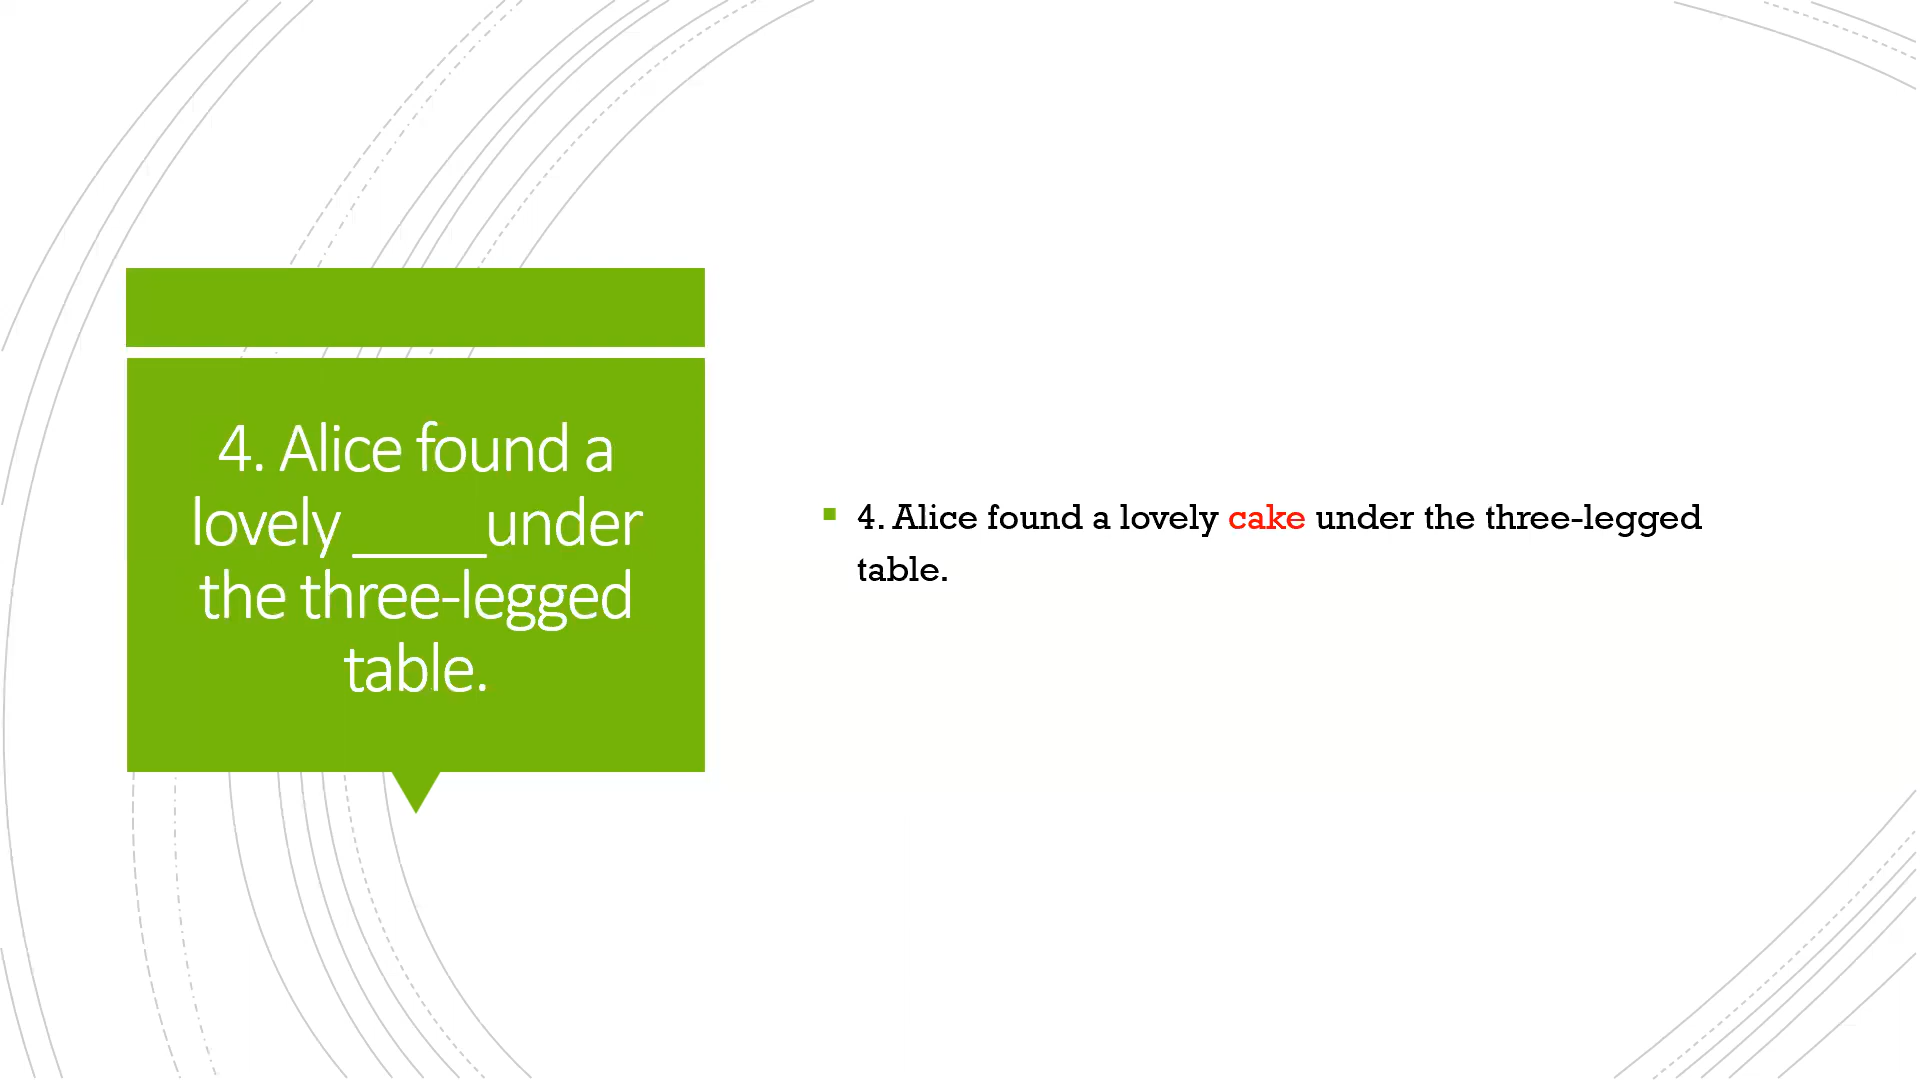 4. Alice found a
lovely _____under
the three-legged
table.
4. Alice found a lovely cake under the three-legged
table.